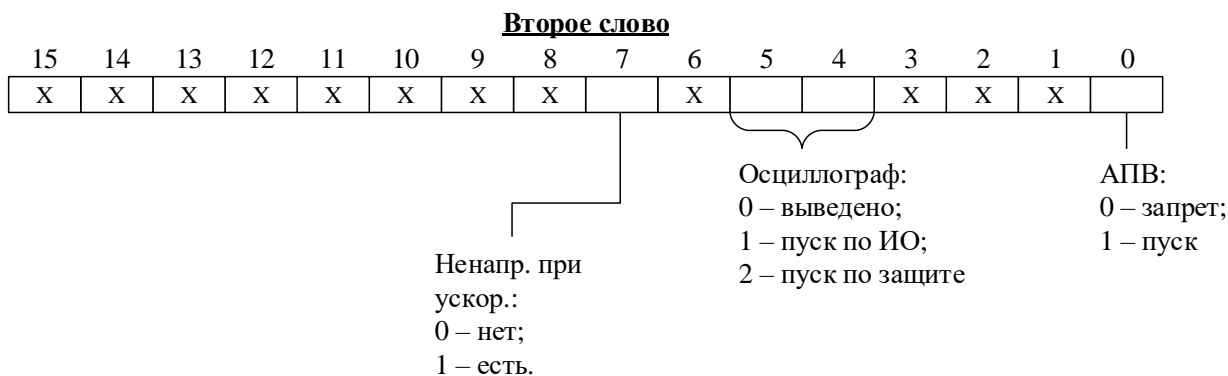 Второе слово
15 14 13 12 11 10 9 8 7 6 5 4 3 2 1 0
X X X X X X X X X X X X
Осциллограф:
0 – выведено;
1 – пуск по ИО;
2 – пуск по защите
АПВ:
0 – запрет;
1 – пуск
Ненапр. при
ускор.:
0 – нет;
1 – есть.